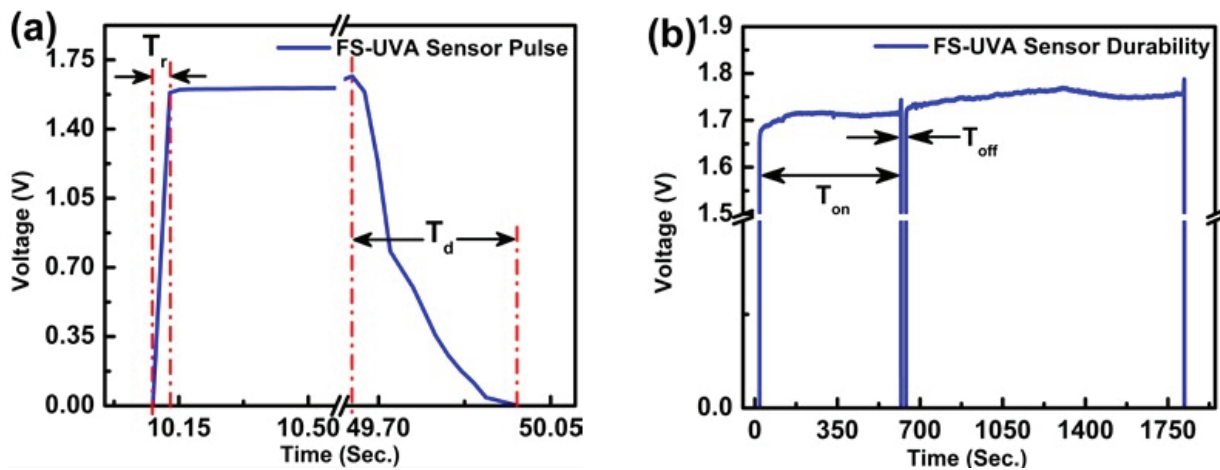 (a)
FS-UVA Sensor Pulse
T
r
1.75
1.40
1.05
0.70
0.35
0.00
Voltage (V)
T
d
10.15 10.50 49.70 50.05
Time (Sec.)
(b)
FS-UVA Sensor Durability
1.9
1.8
1.7
1.6
1.5
0.0
Voltage (V)
T
off
T
on
0 350 700 1050 1400 1750
Time (Sec.)